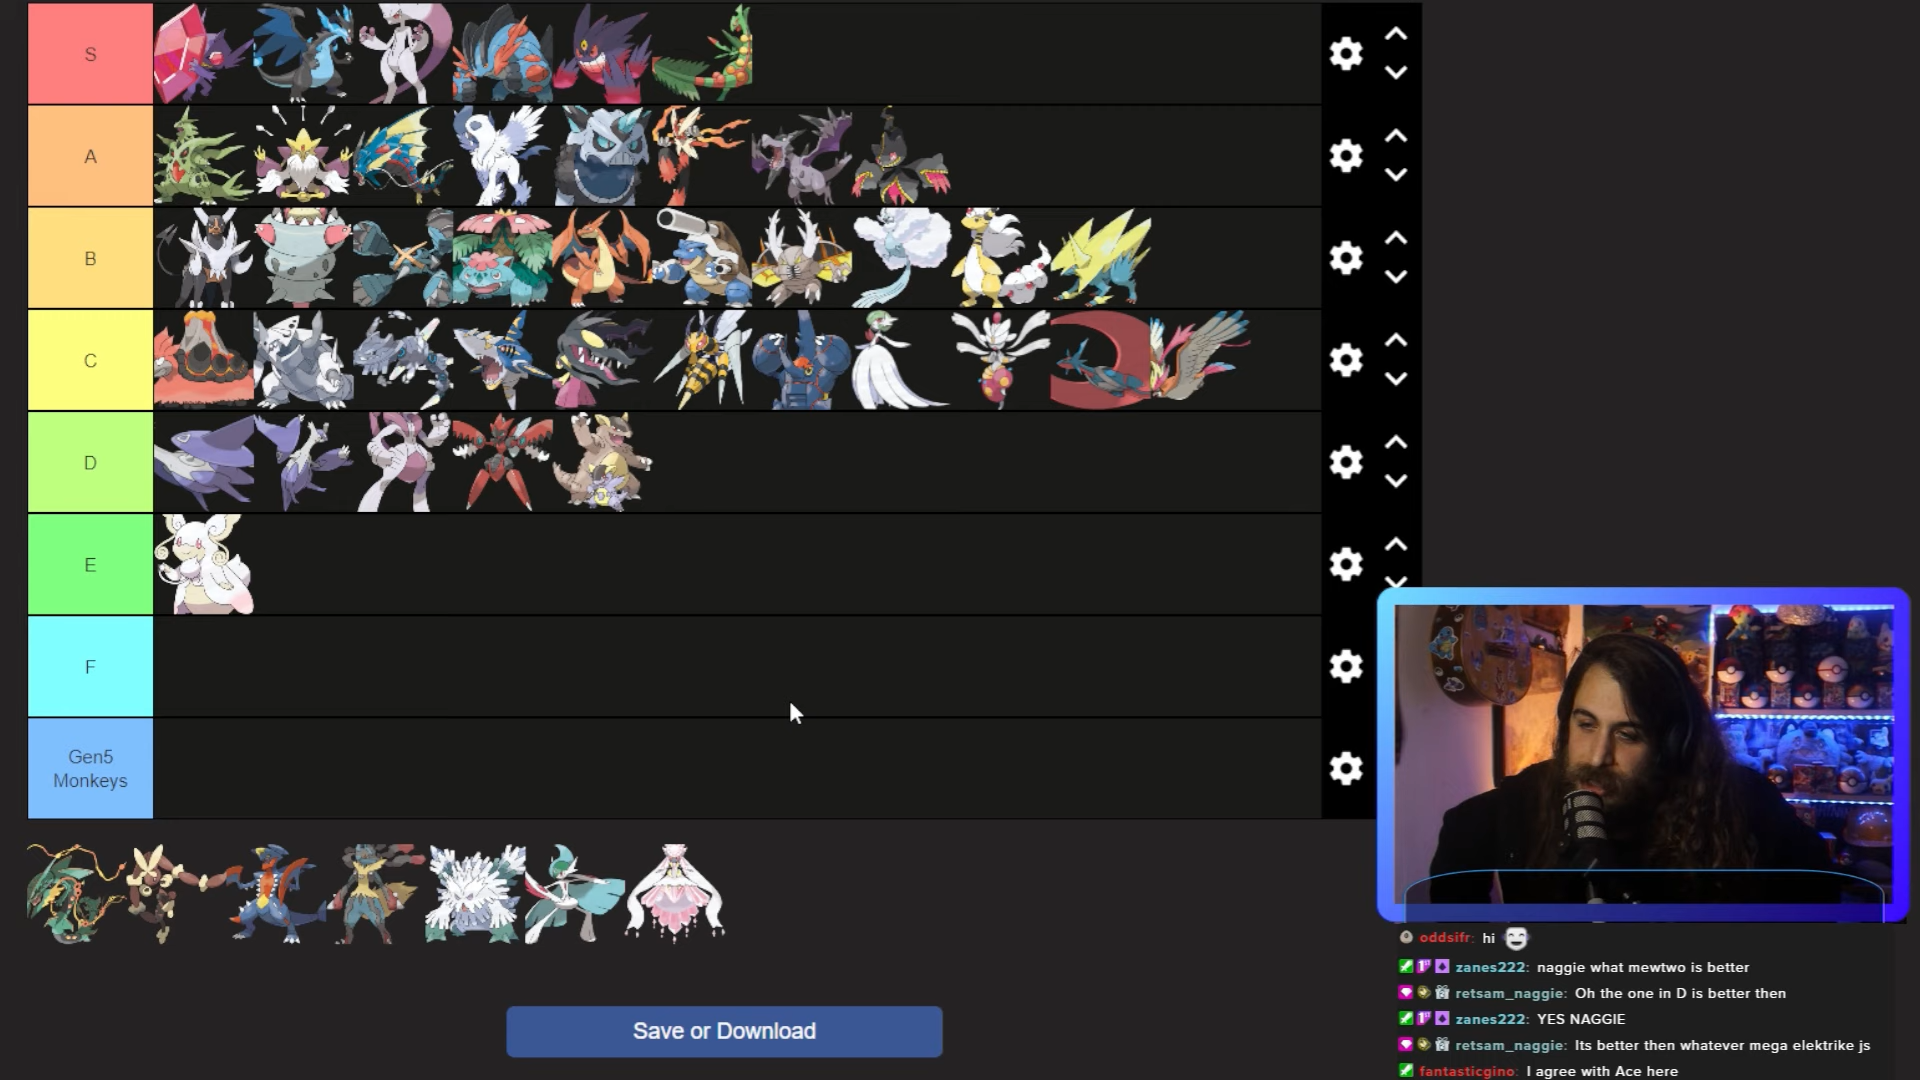 S
A
B
C
D
E
F
Gen5
Monkeys
Save or Download
oddsifr: hi
zanes222: naggie what mewtwo is better
retsam_naggie: Oh the one in D is better then
zanes222: YES NAGGIE
retsam_naggie: Its better then whatever mega elektrike js
fantasticgino: I agree with Ace here